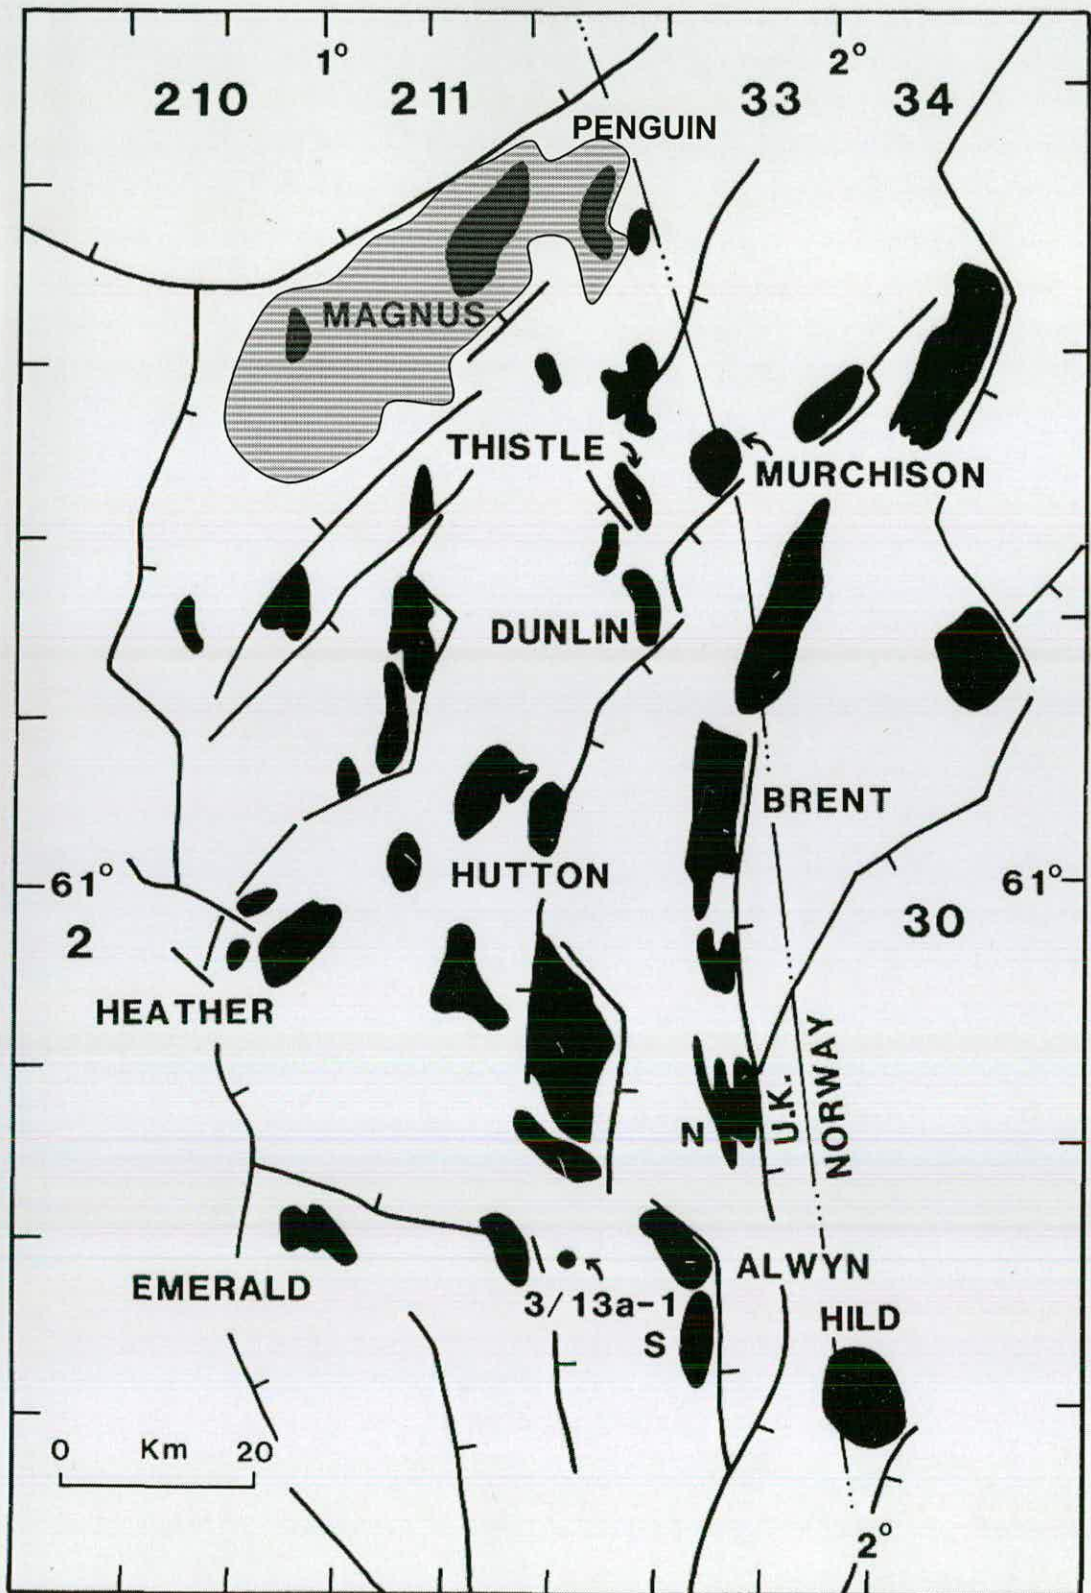 1° 2°
210 211 33 34
PENGUIN
MAGNUS
THISTLE
MURCHISON
DUNLIN
BRENT
HUTTON
61° 61°
2 30
HEATHER
U.K.
NORWAY
N
EMERALD
ALWYN
3/13a-1
HILD
S
0 Km 20
2°